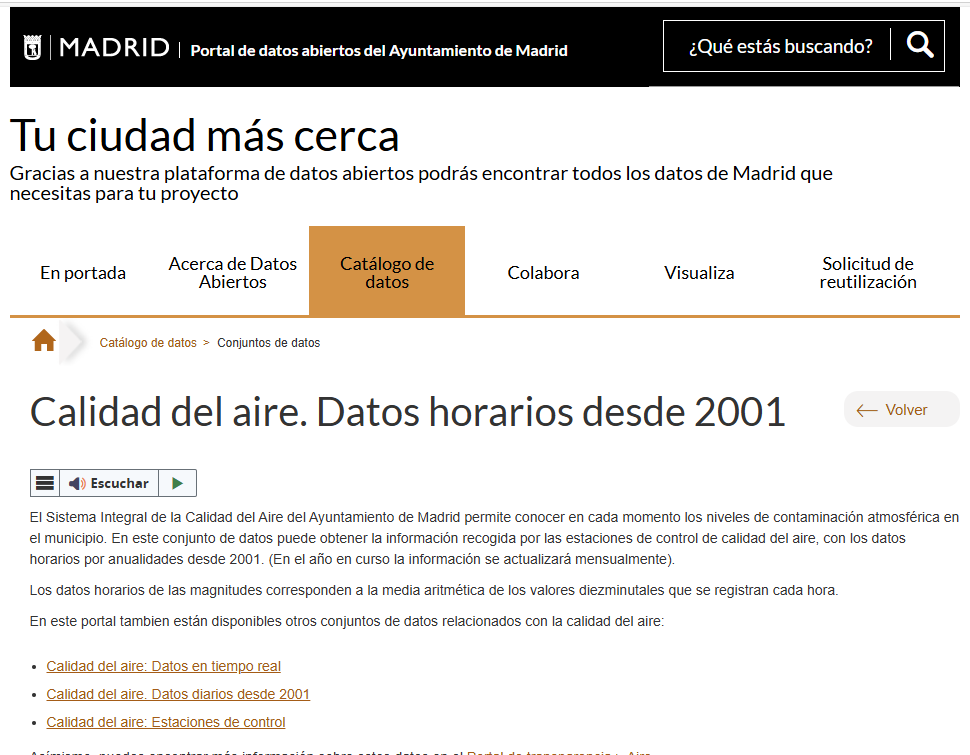 MADRID | Portal de datos abiertos del Ayuntamiento de Madrid
¿Qué estás buscando?
Tu ciudad más cerca
Gracias a nuestra plataforma de datos abiertos podrás encontrar todos los datos de Madrid que
necesitas para tu proyecto
En portada
Acerca de Datos
Abiertos
Catálogo de
datos
Colabora
Visualiza
Solicitud de
reutilización
Catálogo de datos > Conjuntos de datos
Calidad del aire. Datos horarios desde 2001
Volver
Escuchar
El Sistema Integral de la Calidad del Aire del Ayuntamiento de Madrid permite conocer en cada momento los niveles de contaminación atmosférica en
el municipio. En este conjunto de datos puede obtener la información recogida por las estaciones de control de calidad del aire, con los datos
horarios por anualidades desde 2001. (En el año en curso la información se actualizará mensualmente).
Los datos horarios de las magnitudes corresponden a la media aritmética de los valores diezminutales que se registran cada hora.
En este portal tambien están disponibles otros conjuntos de datos relacionados con la calidad del aire:
• Calidad del aire: Datos en tiempo real
• Calidad del aire. Datos diarios desde 2001
• Calidad del aire: Estaciones de control